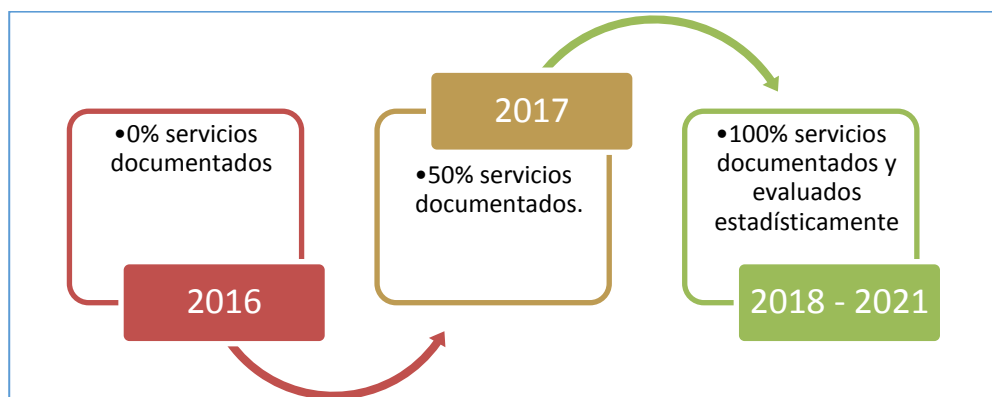 •0% servicios
documentados
2016
2017
•50% servicios
documentados.
•100% servicios
documentados y
evaluados
estadísticamente
2018 - 2021